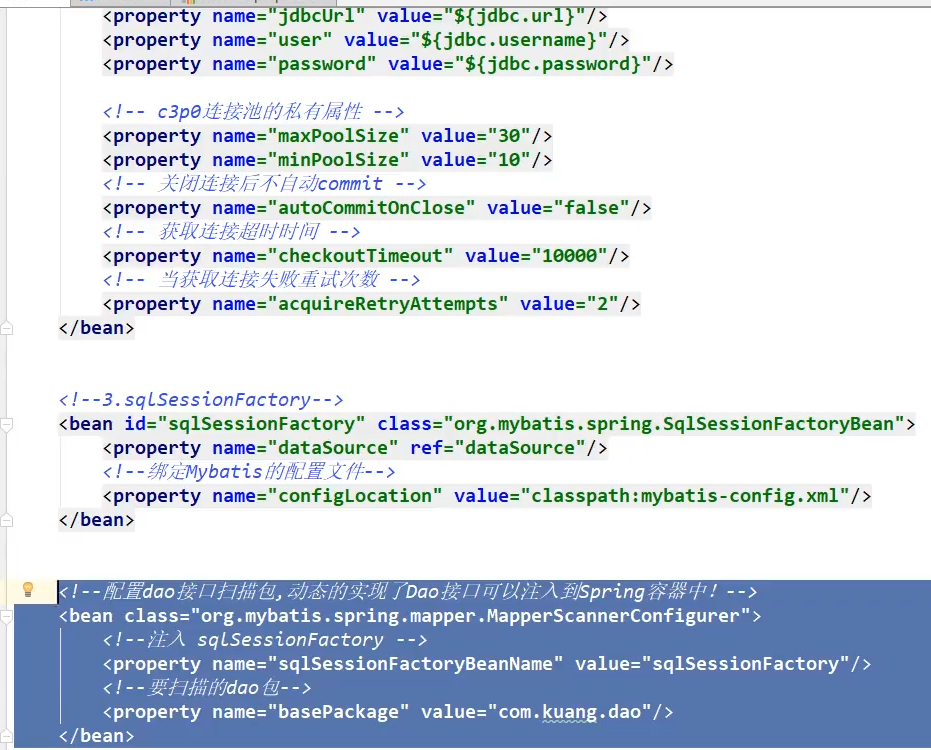 <property name="jdbcUrl" value="${jdbc.url}"/>
<property name="user" value="${jdbc.username}"/>
<property name="password" value="${jdbc.password}"/>
<!-- c3p0连接池的私有属性 -->
<property name="maxPoolSize" value="30"/>
<property name="minPoolSize" value="10"/>
<!-- 关闭连接后不自动commit -->
<property name="autoCommitOnClose" value="false"/>
<!-- 获取连接超时时间 -->
<property name="checkoutTimeout" value="10000"/>
<!-- 当获取连接失败重试次数 -->
<property name="acquireRetryAttempts" value="2"/>
</bean>
<!--3.sqlSessionFactory-->
<bean id="sqlSessionFactory" class="org.mybatis.spring.SqlSessionFactoryBean">
<property name="dataSource" ref="dataSource"/>
<!--绑定Mybatis的配置文件-->
<property name="configLocation" value="classpath:mybatis-config.xml"/>
</bean>
<!--配置dao接口扫描包,动态的实现了Dao接口可以注入到Spring容器中!-->
<bean class="org.mybatis.spring.mapper.MapperScannerConfigurer">
<!--注入 sqlSessionFactory -->
<property name="sqlSessionFactoryBeanName" value="sqlSessionFactory"/>
<!--要扫描的dao包-->
<property name="basePackage" value="com.kuang.dao"/>
</bean>